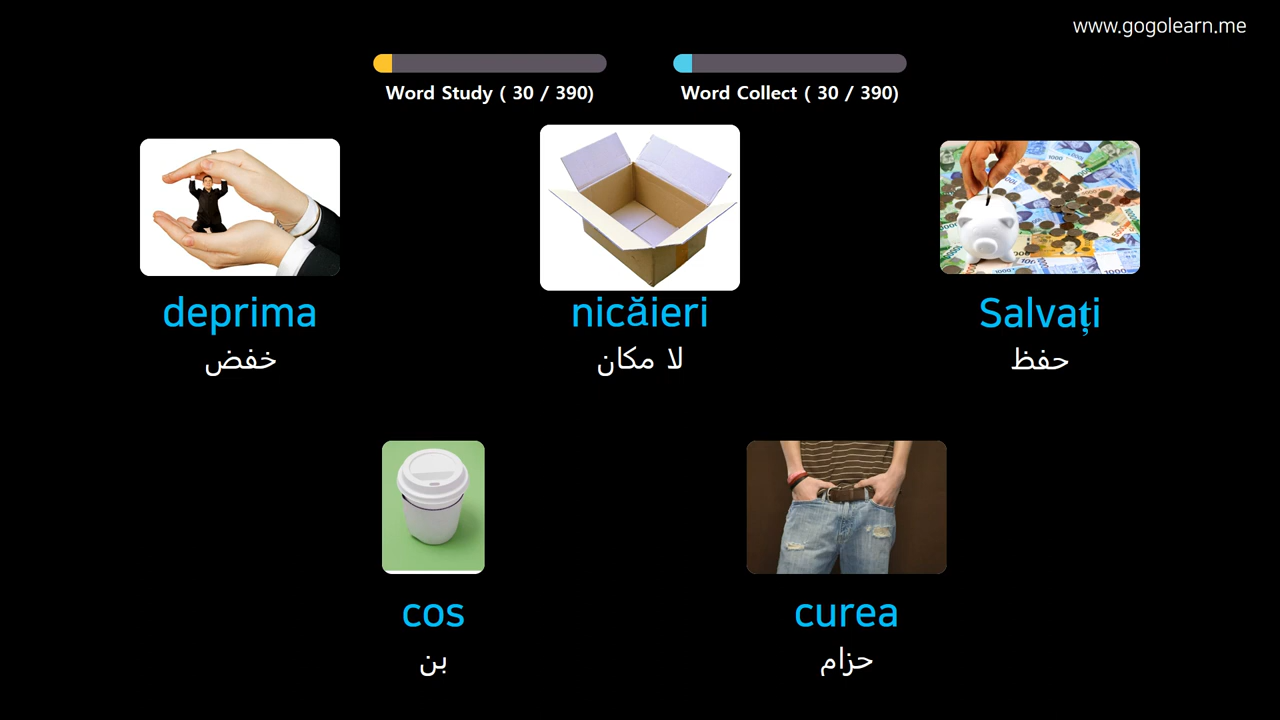 www.gogolearn.me
Word Study ( 30 / 390)
Word Collect ( 30 / 390)
deprima
خفض
nicăieri
لا مكان
Salvați
حفظ
cos
بن
curea
حزام